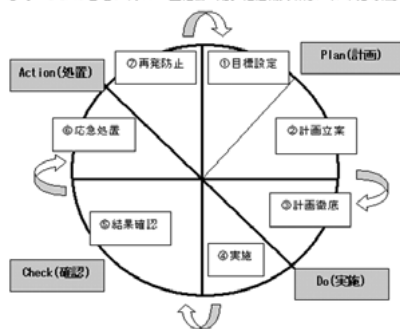 ⑦再発防止
①目標設定
Plan(計画)
Action(処置)
⑥応急処置
②計画立案
③計画徹底
⑤結果確認
④実施
Check(確認)
Do(実施)